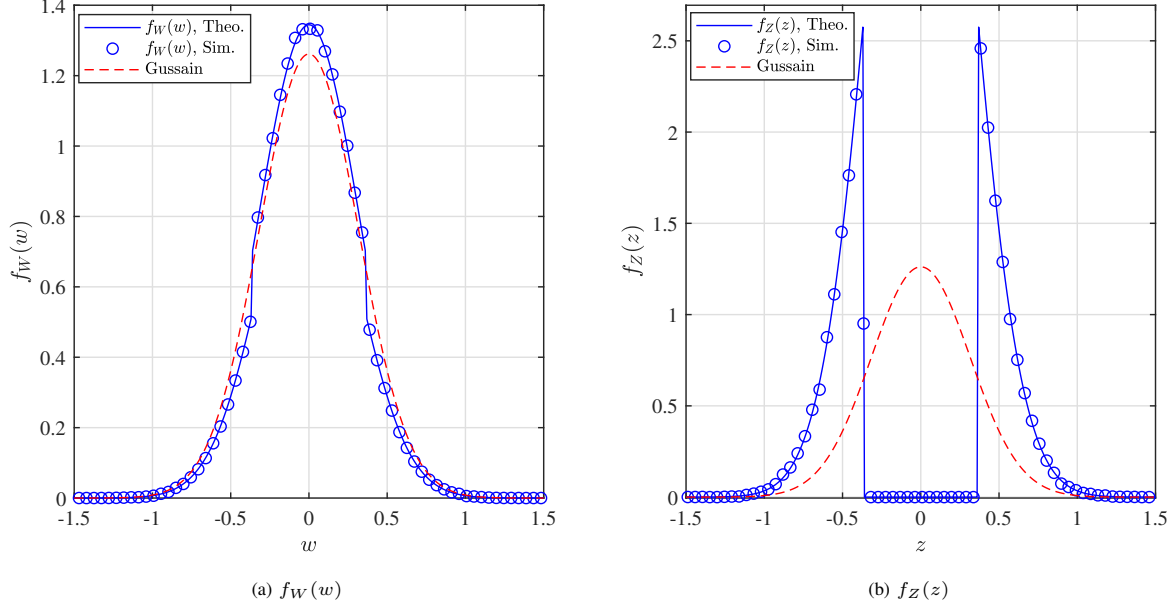 1.4
1.2
1
0.8
0.6
0.4
0.2
0
f_W(w)
f_W(w), Theo.
f_W(w), Sim.
Gussain
-1.5 -1 -0.5 0 0.5 1 1.5
w
(a) f_W(w)
2.5
2
1.5
1
0.5
0
f_Z(z)
f_Z(z), Theo.
f_Z(z), Sim.
Gussain
-1.5 -1 -0.5 0 0.5 1 1.5
z
(b) f_Z(z)